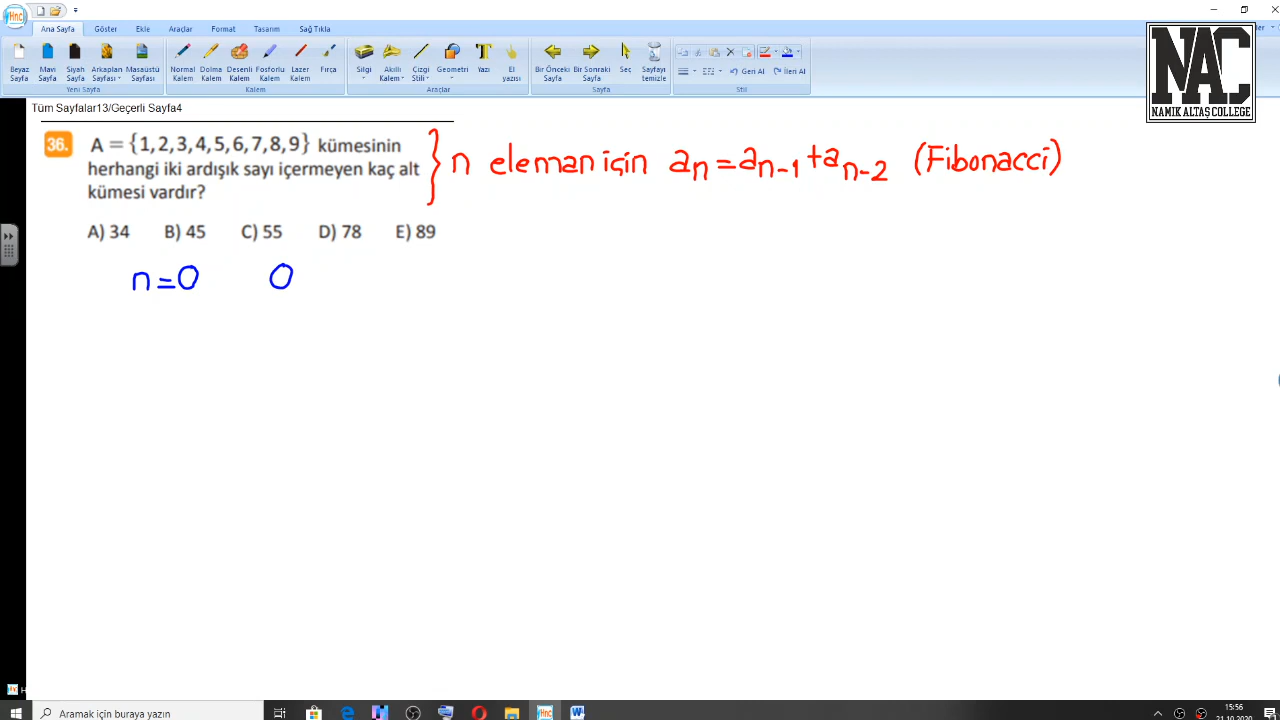 Ana Sayfa Göster Ekle Araçlar Format Tasarım Sağ Tıkla
Beyaz Sayfa Mavi Sayfa Siyah Sayfa Arkaplan Sayfası Masaüstü Sayfası
Normal Kalem Dolma Kalem Desenli Kalem Fosforlu Kalem Lazer Kalem Fırça
Silgi Akıllı Kalem Çizgi Stili Geometri Yazı El yazısı
Bir Önceki Sayfa Bir Sonraki Sayfa Seç Sayfayı temizle
Geri Al İleri Al
Yeni Sayfa Kalem Araçlar Sayfa Stil
NAC
NAMIK ALTAŞ COLLEGE
Tüm Sayfalar13/Geçerli Sayfa4
36. A = {1,2,3,4,5,6,7,8,9} kümesinin
herhangi iki ardışık sayı içermeyen kaç alt
kümesi vardır?
n eleman için aₙ = aₙ₋₁ + aₙ₋₂ (Fibonacci)
A) 34 B) 45 C) 55 D) 78 E) 89
n = 0 0
Aramak için buraya yazın
15:56
21.10.2020